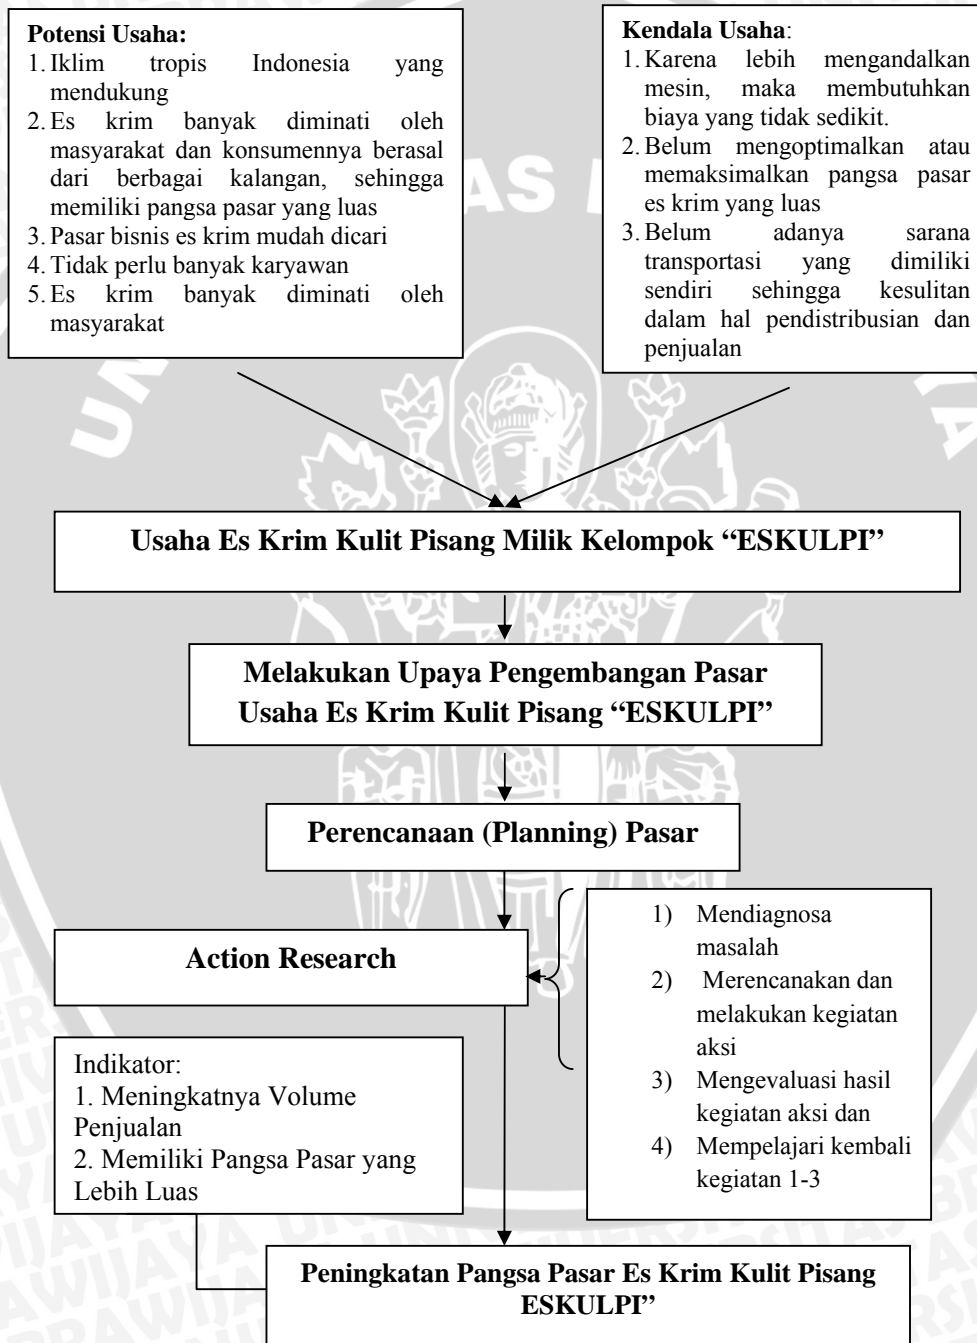 Potensi Usaha:
1. Iklim tropis Indonesia yang
mendukung
2. Es krim banyak diminati oleh
masyarakat dan konsumennya berasal
dari berbagai kalangan, sehingga
memiliki pangsa pasar yang luas
3. Pasar bisnis es krim mudah dicari
4. Tidak perlu banyak karyawan
5. Es krim banyak diminati oleh
masyarakat
Kendala Usaha:
1. Karena lebih mengandalkan
mesin, maka membutuhkan
biaya yang tidak sedikit.
2. Belum mengoptimalkan atau
memaksimalkan pangsa pasar
es krim yang luas
3. Belum adanya sarana
transportasi yang dimiliki
sendiri sehingga kesulitan
dalam hal pendistribusian dan
penjualan
Usaha Es Krim Kulit Pisang Milik Kelompok “ESKULPI”
Melakukan Upaya Pengembangan Pasar
Usaha Es Krim Kulit Pisang “ESKULPI”
Perencanaan (Planning) Pasar
Action Research
1) Mendiagnosa
masalah
2) Merencanakan dan
melakukan kegiatan
aksi
3) Mengevaluasi hasil
kegiatan aksi dan
4) Mempelajari kembali
kegiatan 1-3
Indikator:
1. Meningkatnya Volume
Penjualan
2. Memiliki Pangsa Pasar yang
Lebih Luas
Peningkatan Pangsa Pasar Es Krim Kulit Pisang
ESKULPI”